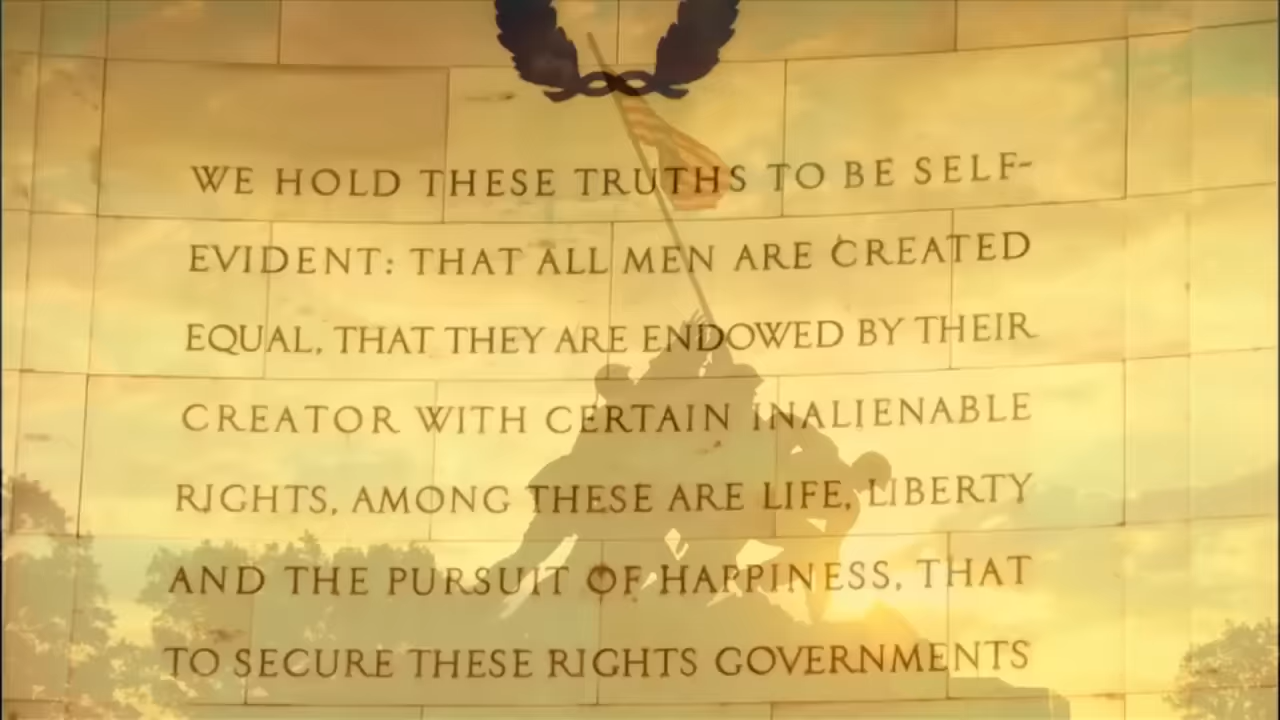 WE HOLD THESE TRUTHS TO BE SELF-
EVIDENT: THAT ALL MEN ARE CREATED
EQUAL, THAT THEY ARE ENDOWED BY THEIR
CREATOR WITH CERTAIN INALIENABLE
RIGHTS, AMONG THESE ARE LIFE, LIBERTY
AND THE PURSUIT OF HAPPINESS, THAT
TO SECURE THESE RIGHTS GOVERNMENTS